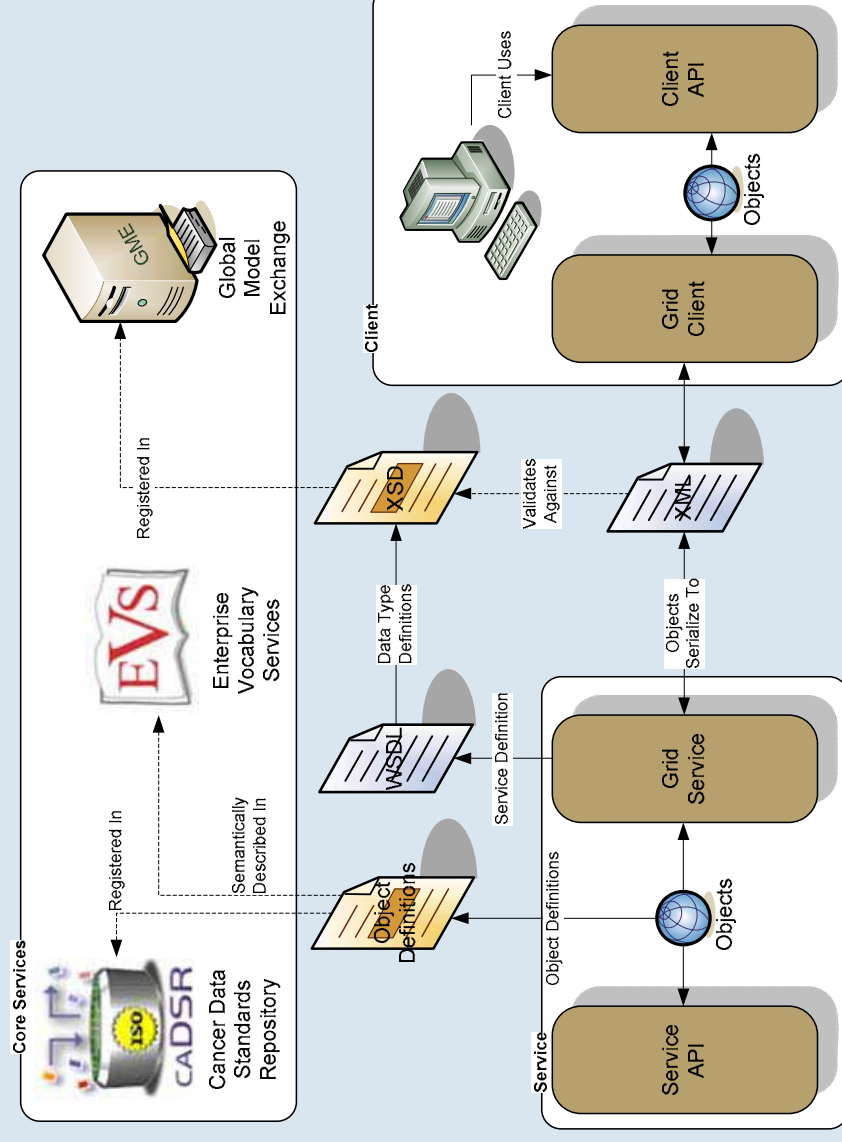 Core Services
ISO
caDSR
Cancer Data
Standards
Repository
Registered In
Semantically
Described In
EVS
Enterprise
Vocabulary
Services
Registered In
GME
Global
Model
Exchange
Object
Definitions
WSDL
Data Type
Definitions
XSD
Client
Service
Object Definitions
Service Definition
Validates
Against
Client Uses
Service
API
Objects
Grid
Service
Objects
Serialize To
XML
Grid
Client
Objects
Client
API